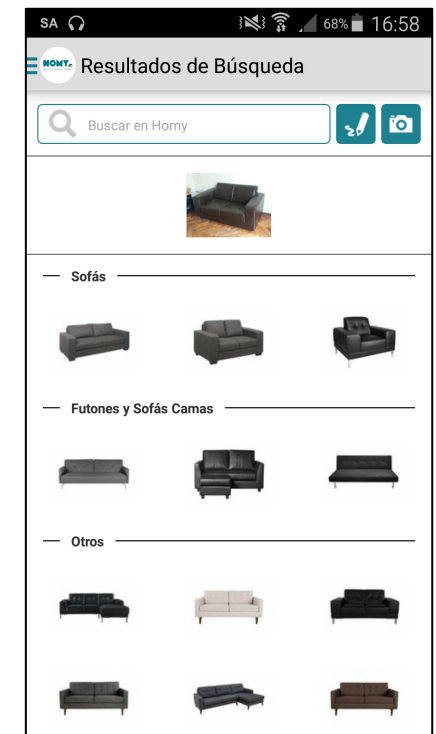 SA 68% 16:58
HOMY. Resultados de Búsqueda
Buscar en Homy
Sofás
Futones y Sofás Camas
Otros